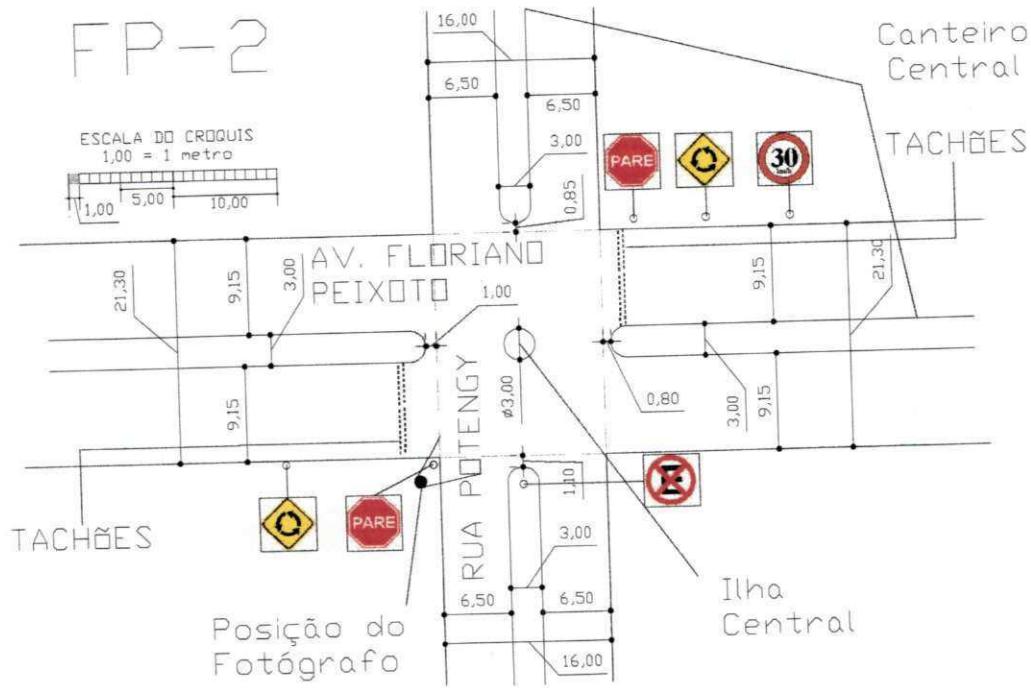 FP-2
16,00
Canteiro
Central
6,50
6,50
ESCALA DO CROQUIS
1,00 = 1 metro
1,00
5,00
10,00
3,00
0,85
PARE
30
km/h
TACHÕES
AV. FLORIANO
PEIXOTO
21,30
9,15
3,00
1,00
9,15
21,30
RUA POTENGY
ø3,00
0,80
3,00
9,15
9,15
1,10
TACHÕES
PARE
E
3,00
6,50
6,50
16,00
Posição do
Fotógrafo
Ilha
Central